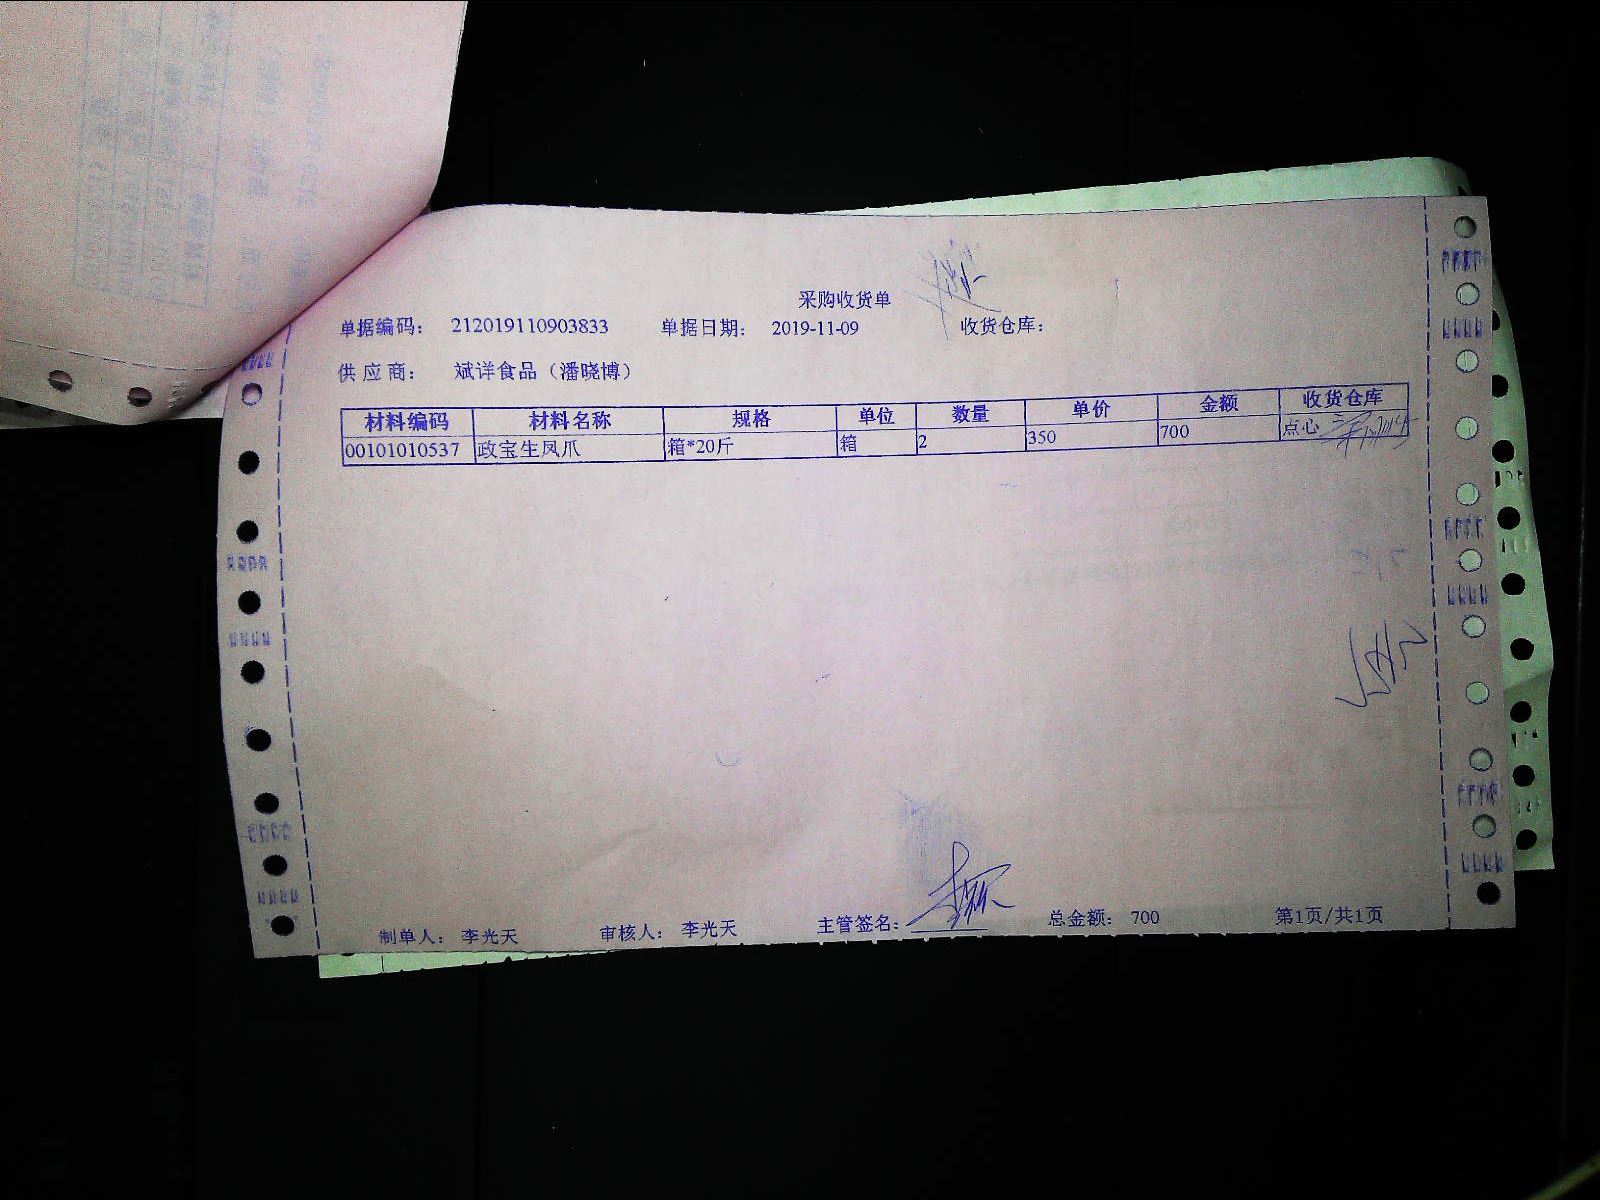 采购收货单
单据编码: 212019110903833 单据日期: 2019-11-09 收货仓库:
供应商: 斌详食品(潘晓博)
材料编码 材料名称 规格 单位 数量 单价 金额 收货仓库
00101010537 政宝生凤爪 箱*20斤 箱 2 350 700 点心
制单人: 李光天 审核人: 李光天 主管签名: 总金额: 700 第1页/共1页